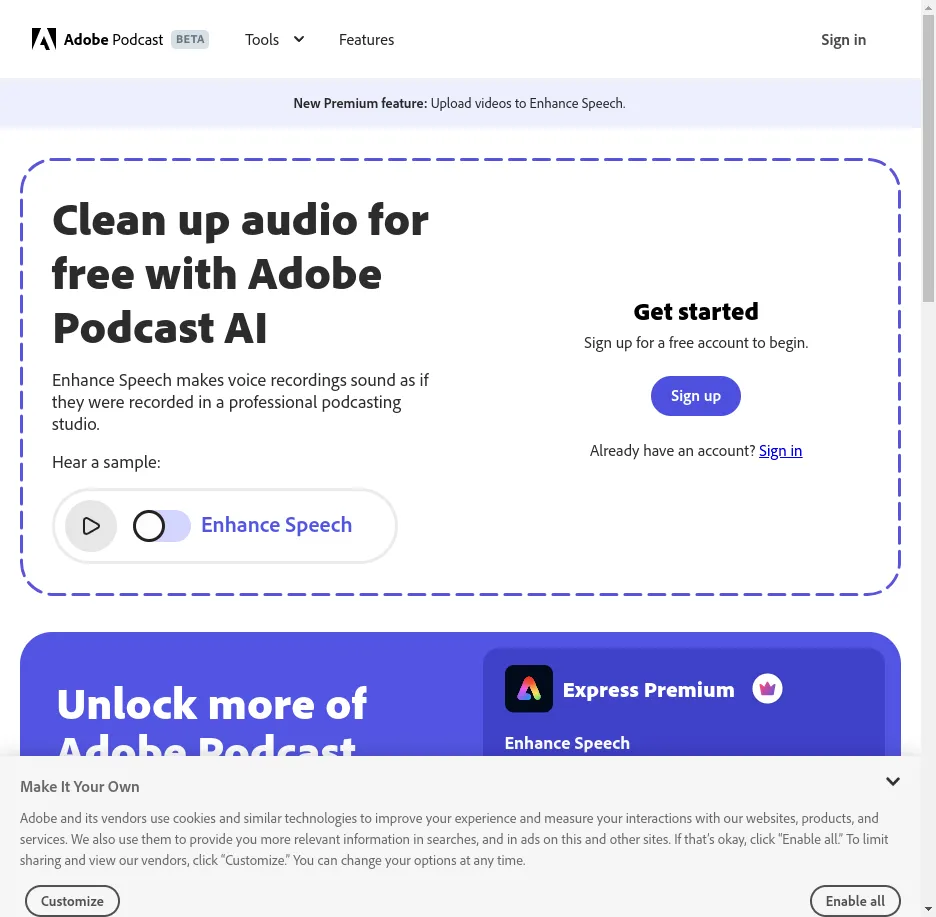 Adobe Podcast BETA Tools Features Sign in
New Premium feature: Upload videos to Enhance Speech.
Clean up audio for
free with Adobe
Podcast AI
Enhance Speech makes voice recordings sound as if
they were recorded in a professional podcasting
studio.
Hear a sample:
Enhance Speech
Get started
Sign up for a free account to begin.
Sign up
Already have an account? Sign in
Unlock more of
Adobe Podcast
Express Premium
Enhance Speech
Make It Your Own
Adobe and its vendors use cookies and similar technologies to improve your experience and measure your interactions with our websites, products, and
services. We also use them to provide you more relevant information in searches, and in ads on this and other sites. If that’s okay, click “Enable all.” To limit
sharing and view our vendors, click “Customize.” You can change your options at any time.
Customize
Enable all